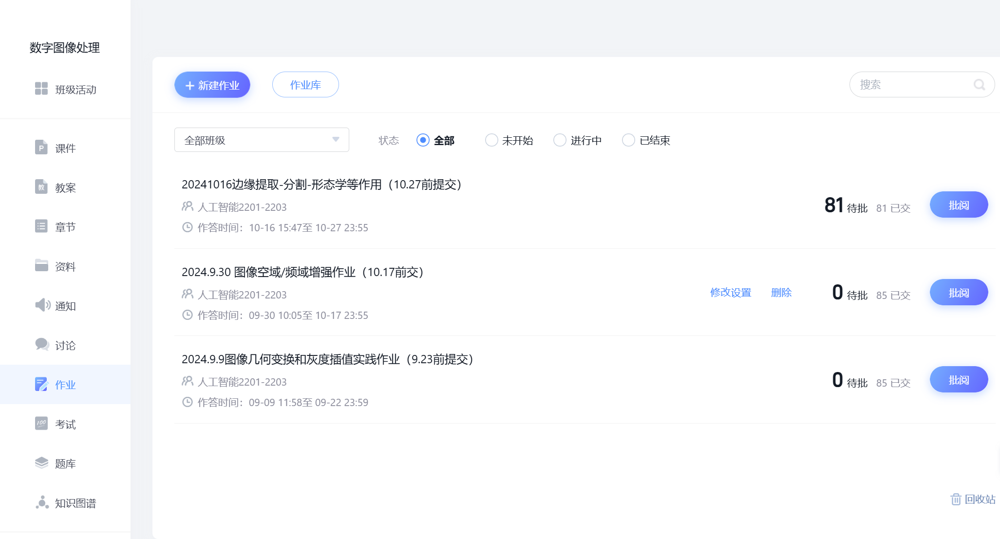 数字图像处理
班级活动
课件
教案
章节
资料
通知
讨论
作业
考试
题库
知识图谱
+ 新建作业
作业库
搜索
全部班级
状态 全部 未开始 进行中 已结束
20241016边缘提取-分割-形态学等作用（10.27前提交）
人工智能2201-2203
作答时间：10-16 15:47至 10-27 23:55
81 待批 81 已交 批阅
2024.9.30 图像空域/频域增强作业（10.17前交）
人工智能2201-2203
作答时间：09-30 10:05至 10-17 23:55
修改设置 删除 0 待批 85 已交 批阅
2024.9.9图像几何变换和灰度插值实践作业（9.23前提交）
人工智能2201-2203
作答时间：09-09 11:58至 09-22 23:59
0 待批 85 已交 批阅
回收站